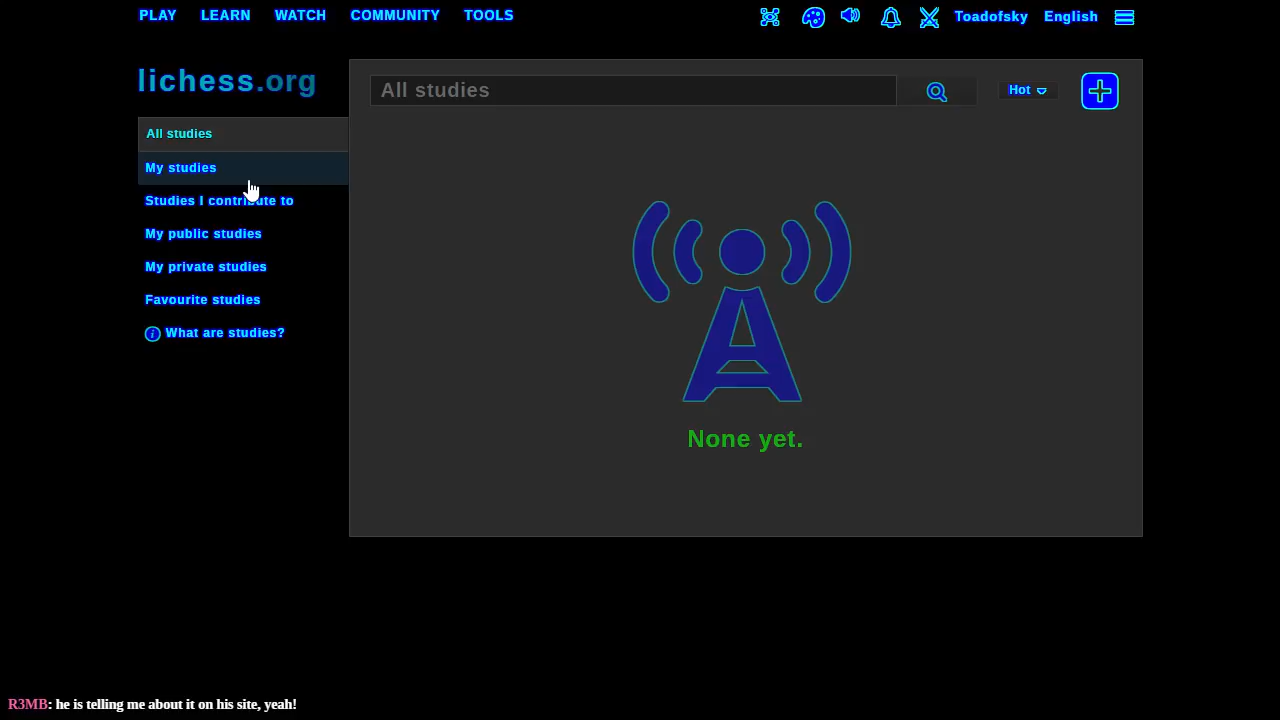 PLAY LEARN WATCH COMMUNITY TOOLS Toadofsky English
lichess.org
All studies Hot
All studies
My studies
Studies I contribute to
My public studies
My private studies
Favourite studies
What are studies?
None yet.
R3MB: he is telling me about it on his site, yeah!